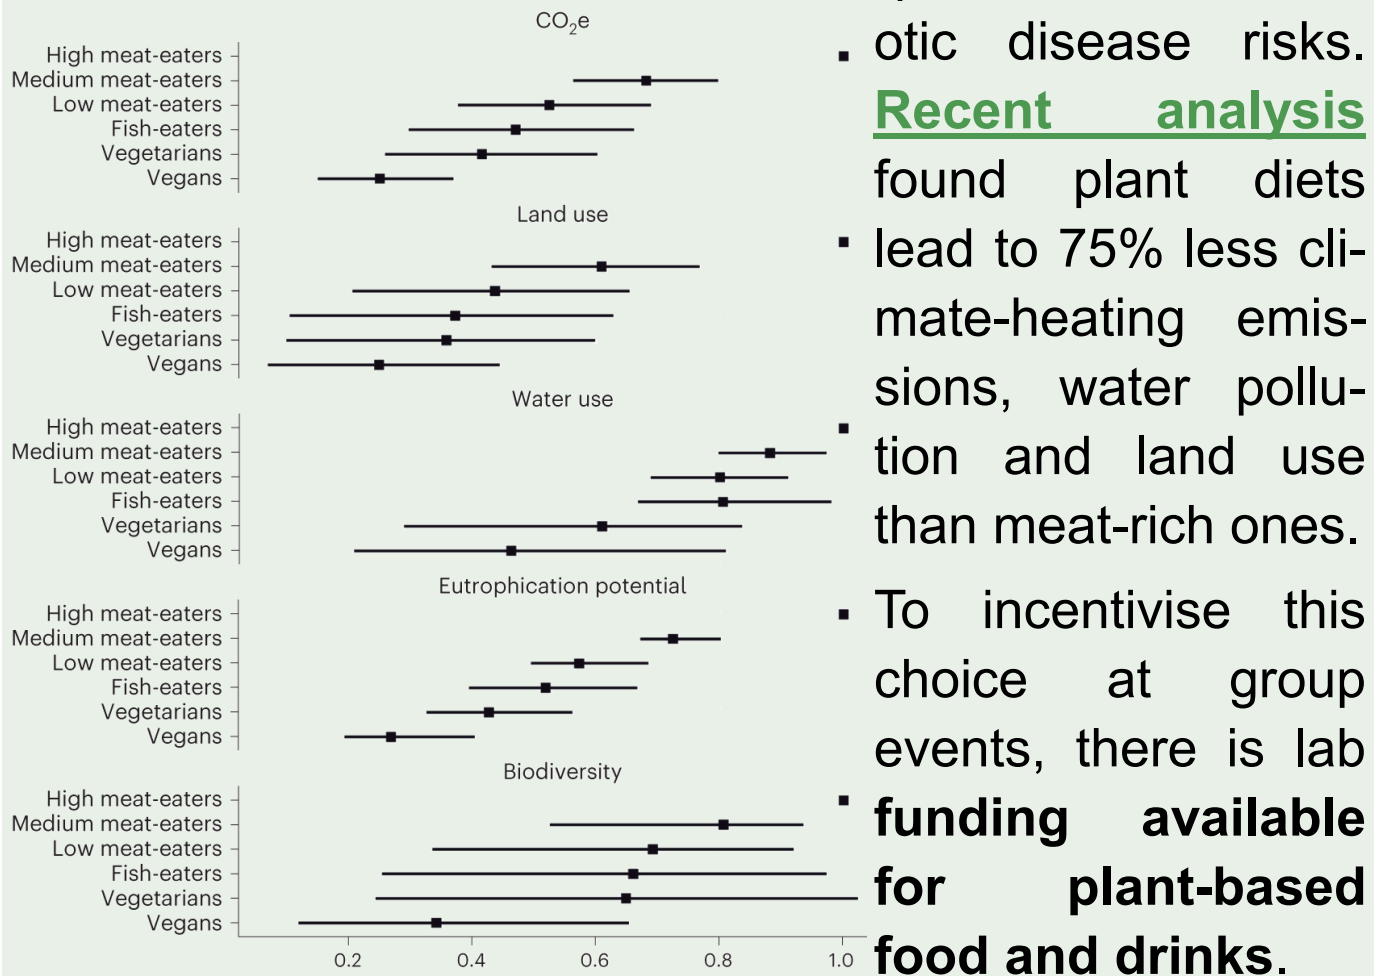 CO₂e
High meat-eaters
Medium meat-eaters
Low meat-eaters
Fish-eaters
Vegetarians
Vegans
Land use
High meat-eaters
Medium meat-eaters
Low meat-eaters
Fish-eaters
Vegetarians
Vegans
Water use
High meat-eaters
Medium meat-eaters
Low meat-eaters
Fish-eaters
Vegetarians
Vegans
Eutrophication potential
High meat-eaters
Medium meat-eaters
Low meat-eaters
Fish-eaters
Vegetarians
Vegans
Biodiversity
High meat-eaters
Medium meat-eaters
Low meat-eaters
Fish-eaters
Vegetarians
Vegans
0.2 0.4 0.6 0.8 1.0
otic disease risks.
Recent analysis
found plant diets
lead to 75% less cli-
mate-heating emis-
sions, water pollu-
tion and land use
than meat-rich ones.
To incentivise this
choice at group
events, there is lab
funding available
for plant-based
food and drinks.